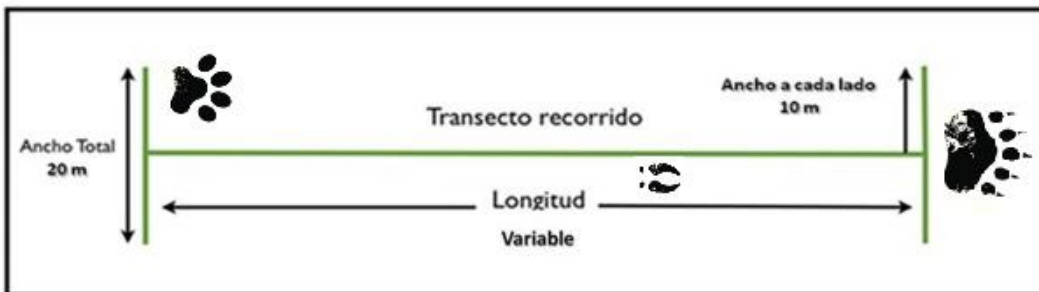 Ancho a cada lado
10 m
Transecto recorrido
Ancho Total
20 m
Longitud
Variable